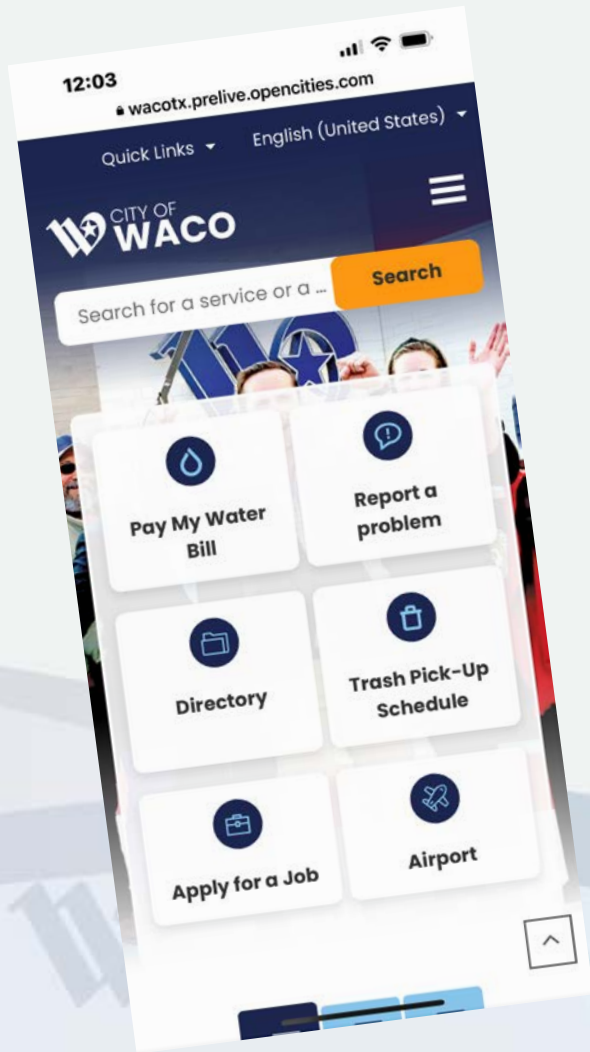 12:03
wacotx.prelive.opencities.com
Quick Links
English (United States)
CITY OF
WACO
Search for a service or a ...
Search
Pay My Water
Bill
Report a
problem
Directory
Trash Pick-Up
Schedule
Apply for a Job
Airport